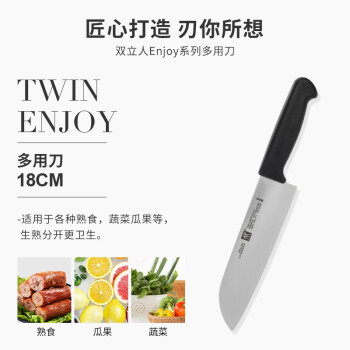 匠心打造 刃你所想
双立人Enjoy系列多用刀
TWIN
ENJOY
多用刀
18CM
-适用于各种熟食，蔬菜瓜果等，
生熟分开更卫生。
熟食
瓜果
蔬菜